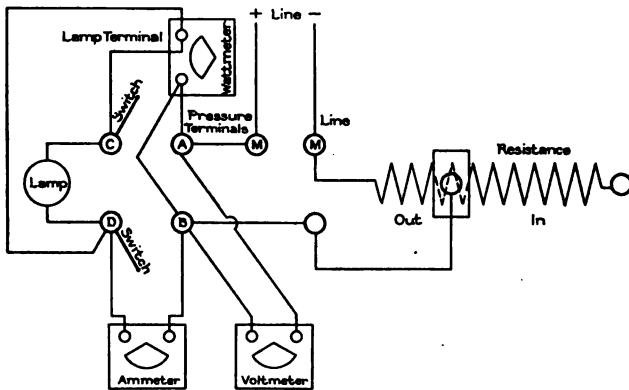 + Line −
Lamp Terminal
Wattmeter
Switch
Pressure
Terminals
Line
C
A
M
M
Resistance
Lamp
Out
In
D
B
Switch
Ammeter
Voltmeter